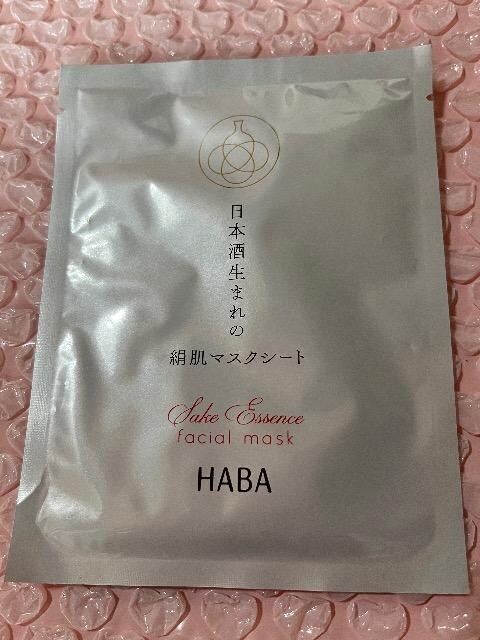 日本酒生まれの
絹肌マスクシート
Sake Essence
facial mask
HABA